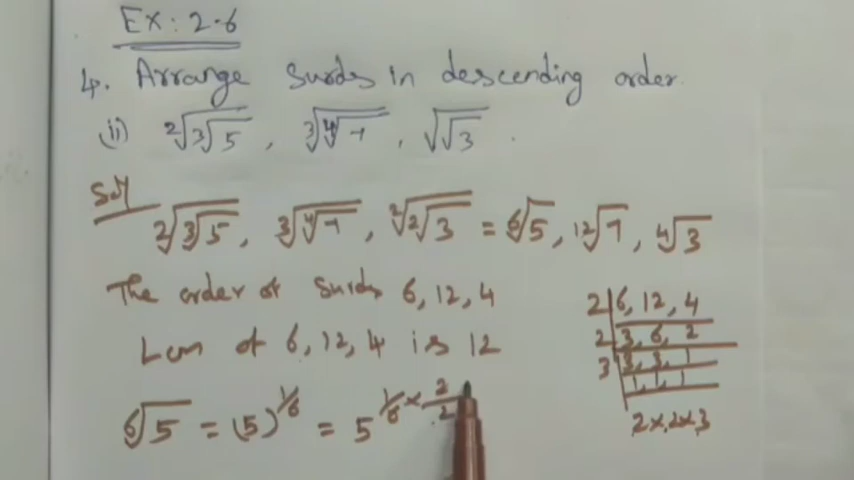 Ex: 2.6
4. Arrange Surds in descending order.
(ii) ²√³√5, ³√⁴√7, √√3.
Sol
²√³√5, ³√⁴√7, ²√²√3 = ⁶√5, ¹²√7, ⁴√3
The order of Surds 6, 12, 4
Lcm of 6, 12, 4 is 12
⁶√5 = (5)^1/6 = 5^1/6 × 2/2
2 | 6, 12, 4
2 | 3, 6, 2
3 | 3, 3, 1
1, 1, 1
2 × 2 × 3